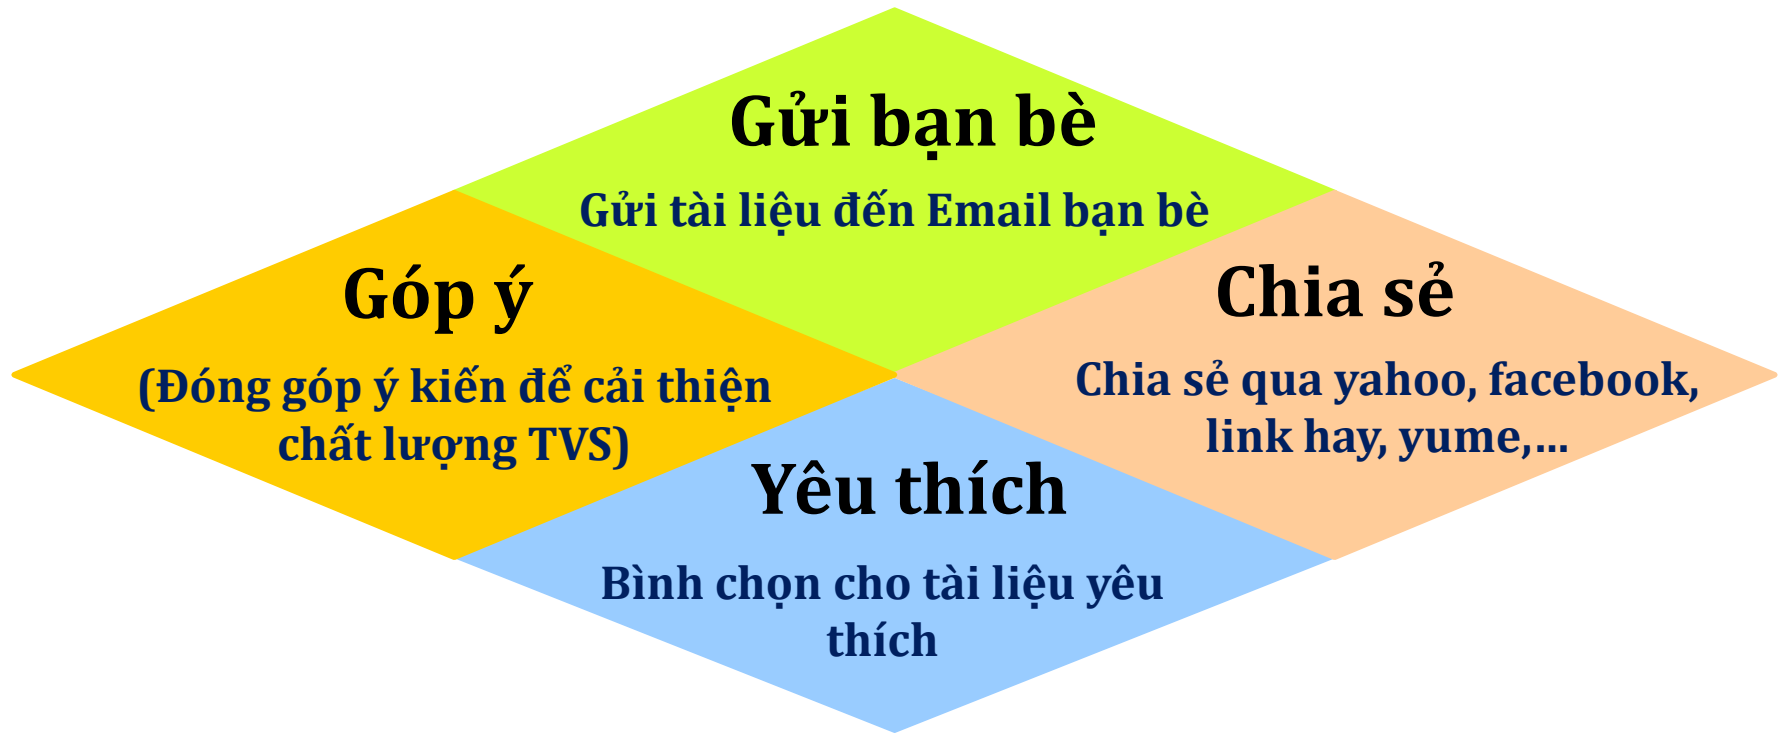 Gửi bạn bè
Gửi tài liệu đến Email bạn bè
Góp ý
(Đóng góp ý kiến để cải thiện
chất lượng TVS)
Chia sẻ
Chia sẻ qua yahoo, facebook,
link hay, yume,...
Yêu thích
Bình chọn cho tài liệu yêu
thích